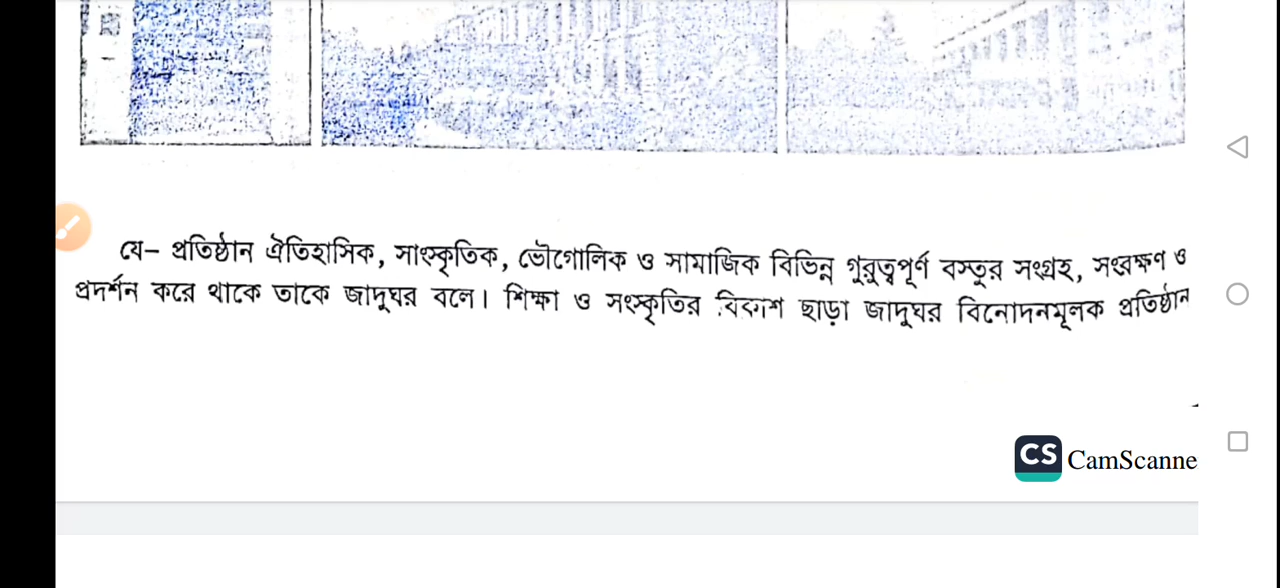 যে– প্রতিষ্ঠান ঐতিহাসিক, সাংস্কৃতিক, ভৌগোলিক ও সামাজিক বিভিন্ন গুরুত্বপূর্ণ বস্তুর সংগ্রহ, সংরক্ষণ ও
প্রদর্শন করে থাকে তাকে জাদুঘর বলে। শিক্ষা ও সংস্কৃতির বিকাশ ছাড়া জাদুঘর বিনোদনমূলক প্রতিষ্ঠান
CS CamScanne